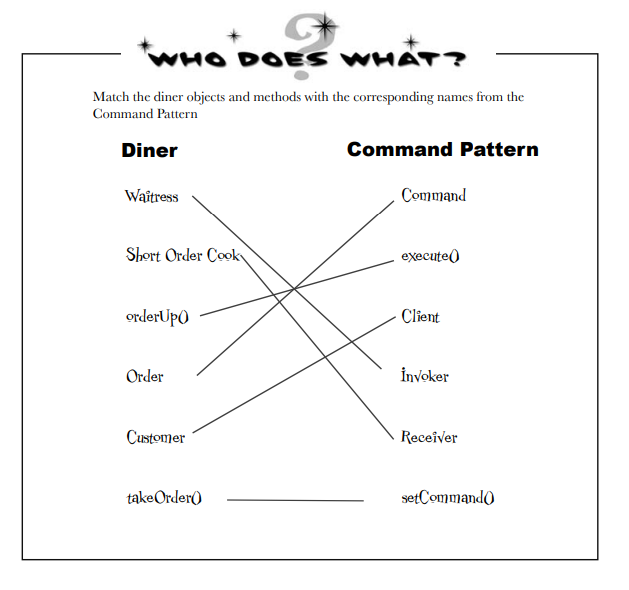 WHO DOES WHAT?
Match the diner objects and methods with the corresponding names from the
Command Pattern
Diner Command Pattern
Waitress Command
Short Order Cook execute()
orderUp() Client
Order Invoker
Customer Receiver
takeOrder() setCommand()